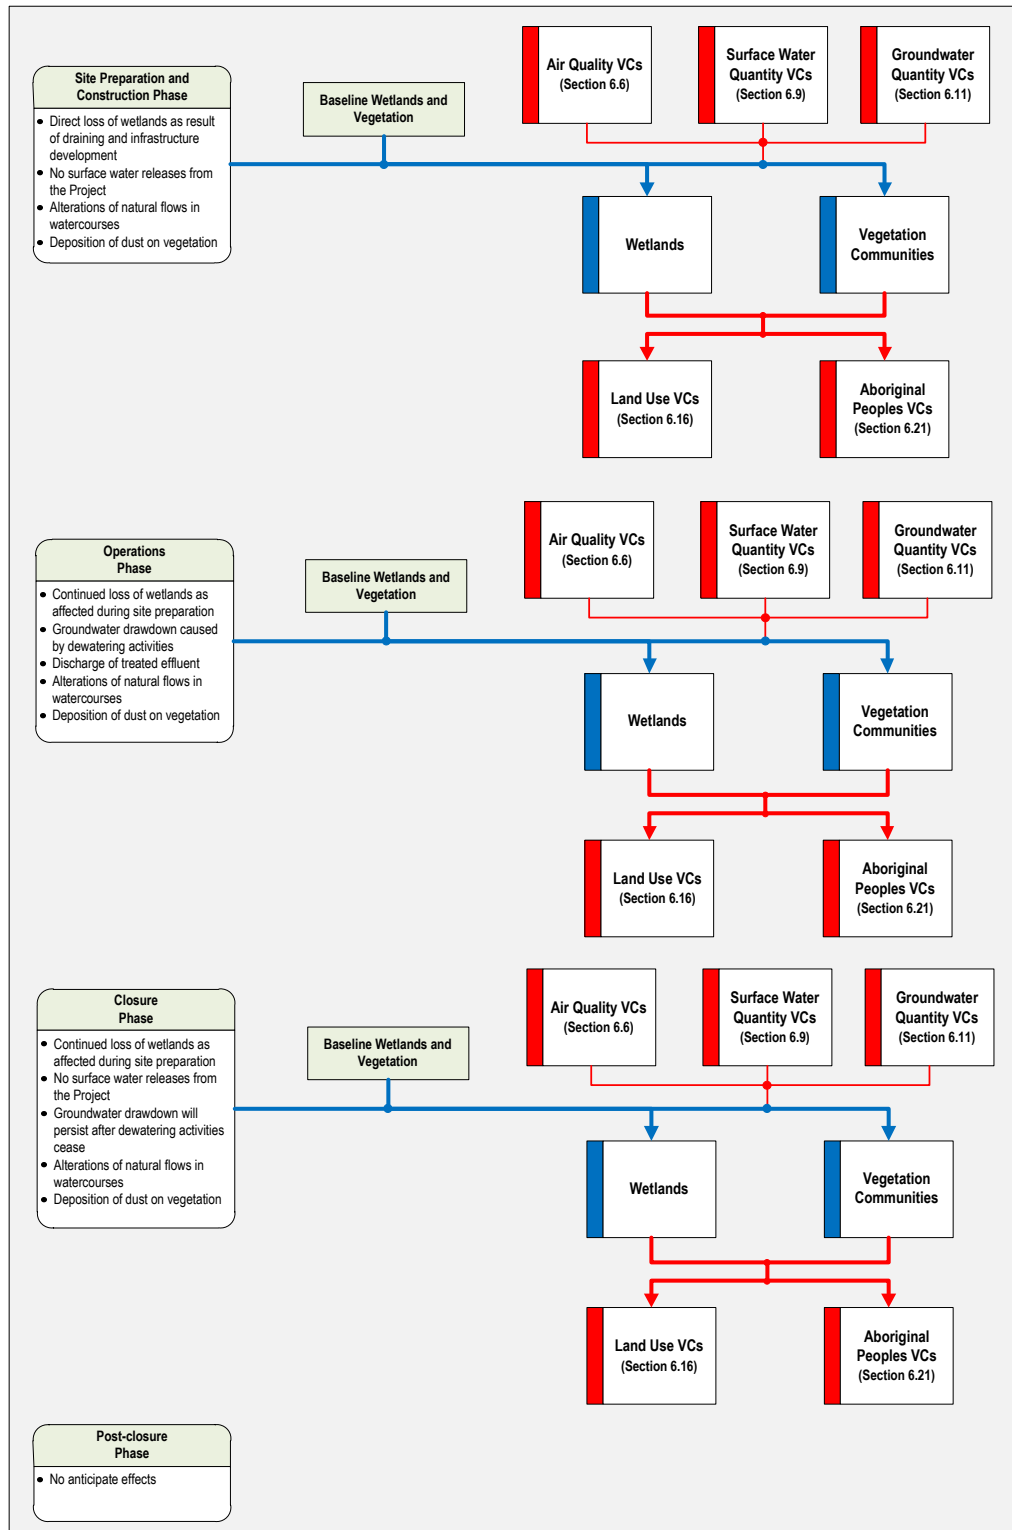 Site Preparation and
Construction Phase
• Direct loss of wetlands as result
of draining and infrastructure
development
• No surface water releases from
the Project
• Alterations of natural flows in
watercourses
• Deposition of dust on vegetation
Baseline Wetlands and
Vegetation
Air Quality VCs
(Section 6.6)
Surface Water
Quantity VCs
(Section 6.9)
Groundwater
Quantity VCs
(Section 6.11)
Wetlands
Vegetation
Communities
Land Use VCs
(Section 6.16)
Aboriginal
Peoples VCs
(Section 6.21)
Operations
Phase
• Continued loss of wetlands as
affected during site preparation
• Groundwater drawdown caused
by dewatering activities
• Discharge of treated effluent
• Alterations of natural flows in
watercourses
• Deposition of dust on vegetation
Baseline Wetlands and
Vegetation
Air Quality VCs
(Section 6.6)
Surface Water
Quantity VCs
(Section 6.9)
Groundwater
Quantity VCs
(Section 6.11)
Wetlands
Vegetation
Communities
Land Use VCs
(Section 6.16)
Aboriginal
Peoples VCs
(Section 6.21)
Closure
Phase
• Continued loss of wetlands as
affected during site preparation
• No surface water releases from
the Project
• Groundwater drawdown will
persist after dewatering activities
cease
• Alterations of natural flows in
watercourses
• Deposition of dust on vegetation
Baseline Wetlands and
Vegetation
Air Quality VCs
(Section 6.6)
Surface Water
Quantity VCs
(Section 6.9)
Groundwater
Quantity VCs
(Section 6.11)
Wetlands
Vegetation
Communities
Land Use VCs
(Section 6.16)
Aboriginal
Peoples VCs
(Section 6.21)
Post-closure
Phase
• No anticipate effects